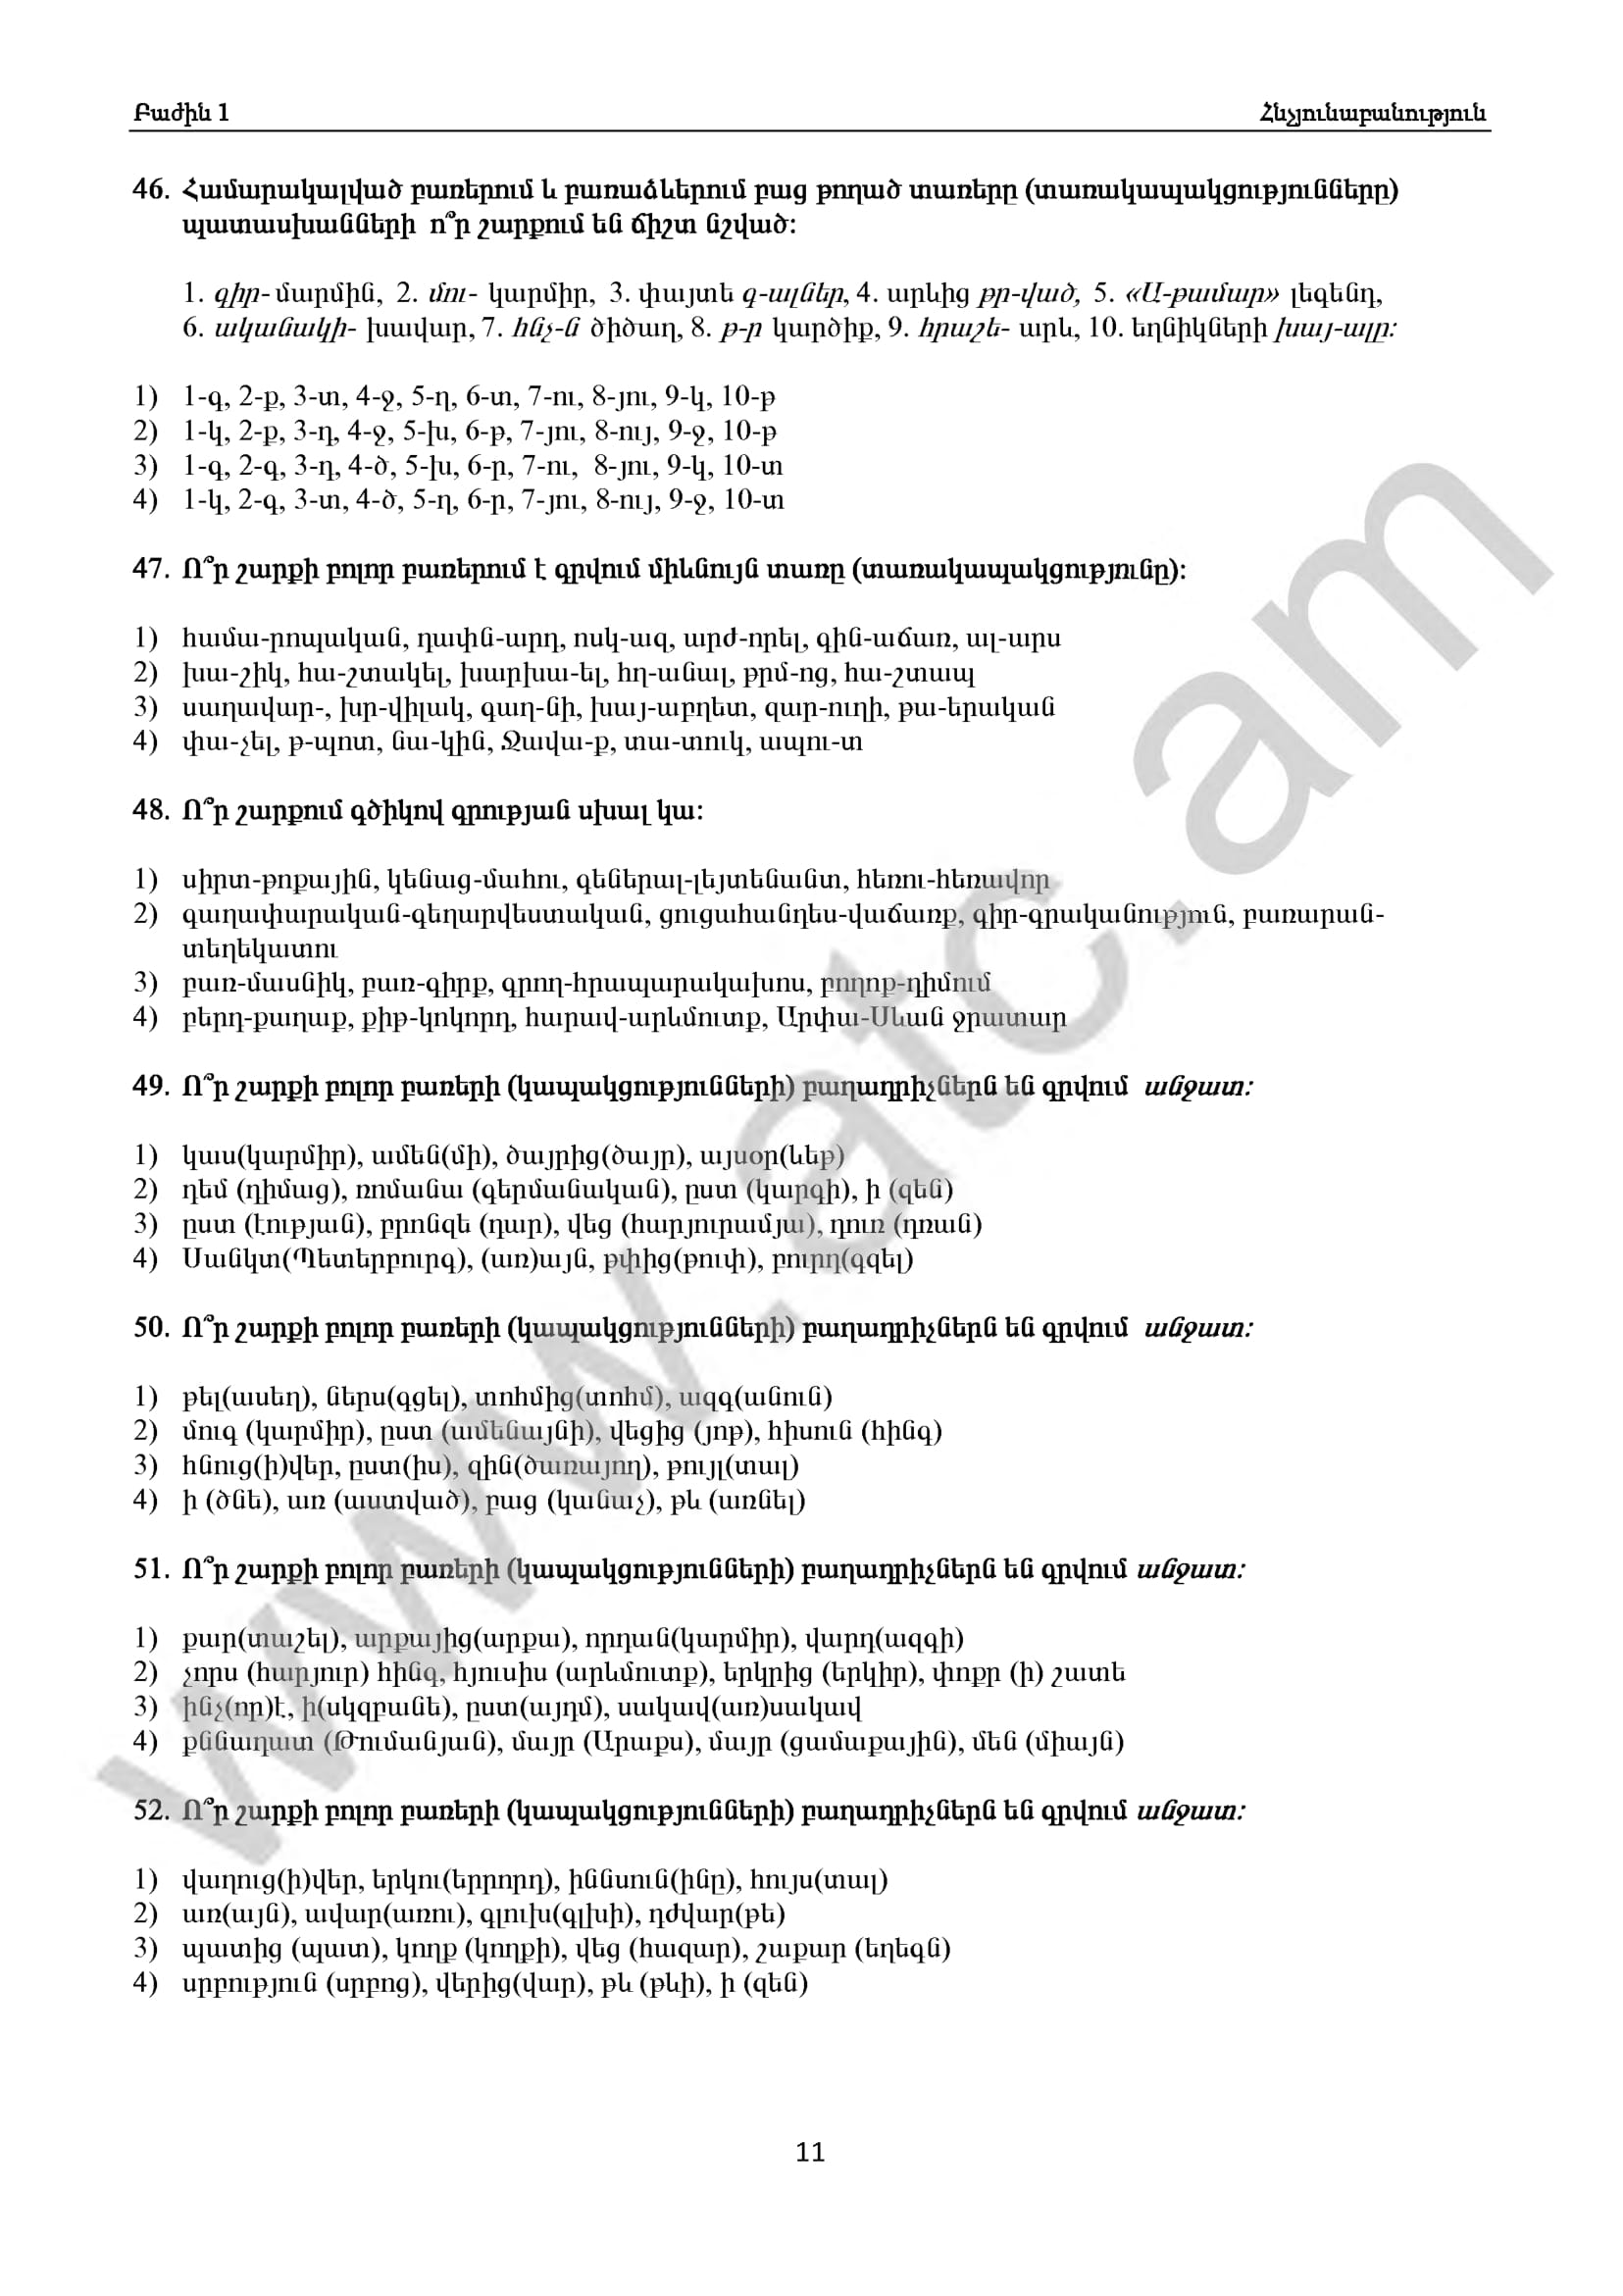 Բաժին 1 Հնչյունաբանություն
46. Համարակալված բառերում և բառաձևերում բաց թողած տառերը (տառակապակցությունները)
պատասխանների ո՞ր շարքում են ճիշտ նշված:
1. գիր- մարմին, 2. մու- կարմիր, 3. փայտե գ-ալներ, 4. արևից թր-ված, 5. «Ա-թամար» լեգենդ,
6. ականակի- խավար, 7. հնչ-ն ծիծաղ, 8. թ-ր կարծիք, 9. հրաշե- արև, 10. եղնիկների խայ-ալը:
1) 1-գ, 2-ք, 3-տ, 4-ջ, 5-ղ, 6-տ, 7-ու, 8-յու, 9-կ, 10-թ
2) 1-կ, 2-ք, 3-դ, 4-ջ, 5-խ, 6-թ, 7-յու, 8-ույ, 9-ջ, 10-թ
3) 1-գ, 2-գ, 3-դ, 4-ծ, 5-խ, 6-ր, 7-ու, 8-յու, 9-կ, 10-տ
4) 1-կ, 2-գ, 3-տ, 4-ծ, 5-ղ, 6-ր, 7-յու, 8-ույ, 9-ջ, 10-տ
47. Ո՞ր շարքի բոլոր բառերում է գրվում միևնույն տառը (տառակապակցությունը):
1) համա-րոպական, դափն-արդ, ոսկ-ազ, արժ-որել, գին-աճառ, ալ-արս
2) խա-շիկ, հա-շտակել, խարխա-ել, հղ-անալ, թրմ-ոց, հա-շտապ
3) սաղավար-, խր-վիլակ, գաղ-նի, խայ-աբղետ, զար-ուղի, թա-երական
4) փա-չել, թ-պոտ, նա-կին, Ջավա-ք, տա-տուկ, ապու-տ
48. Ո՞ր շարքում գծիկով գրության սխալ կա:
1) սիրտ-թոքային, կենաց-մահու, գեներալ-լեյտենանտ, հեռու-հեռավոր
2) գաղափարական-գեղարվեստական, ցուցահանդես-վաճառք, գիր-գրականություն, բառարան-
տեղեկատու
3) բառ-մասնիկ, բառ-գիրք, գրող-հրապարակախոս, բողոք-դիմում
4) բերդ-քաղաք, քիթ-կոկորդ, հարավ-արևմուտք, Արփա-Սևան ջրատար
49. Ո՞ր շարքի բոլոր բառերի (կապակցությունների) բաղադրիչներն են գրվում անջատ:
1) կաս(կարմիր), ամեն(մի), ծայրից(ծայր), այսօր(ևեթ)
2) դեմ (դիմաց), ռոմանա (գերմանական), ըստ (կարգի), ի (զեն)
3) ըստ (էության), բրոնզե (դար), վեց (հարյուրամյա), դուռ (դռան)
4) Սանկտ(Պետերբուրգ), (առ)այն, թփից(թուփ), բուրդ(գզել)
50. Ո՞ր շարքի բոլոր բառերի (կապակցությունների) բաղադրիչներն են գրվում անջատ:
1) թել(ասեղ), ներս(գցել), տոհմից(տոհմ), ազգ(անուն)
2) մուգ (կարմիր), ըստ (ամենայնի), վեցից (յոթ), հիսուն (հինգ)
3) հնուց(ի)վեր, ըստ(իս), զին(ծառայող), թույլ(տալ)
4) ի (ծնե), առ (աստված), բաց (կանաչ), թև (առնել)
51. Ո՞ր շարքի բոլոր բառերի (կապակցությունների) բաղադրիչներն են գրվում անջատ:
1) քար(տաշել), արքայից(արքա), որդան(կարմիր), վարդ(ազգի)
2) չորս (հարյուր) հինգ, հյուսիս (արևմուտք), երկրից (երկիր), փոքր (ի) շատե
3) ինչ(որ)է, ի(սկզբանե), ըստ(այդմ), սակավ(առ)սակավ
4) քննադատ (Թումանյան), մայր (Արաքս), մայր (ցամաքային), մեն (միայն)
52. Ո՞ր շարքի բոլոր բառերի (կապակցությունների) բաղադրիչներն են գրվում անջատ:
1) վաղուց(ի)վեր, երկու(երրորդ), իննսուն(ինը), հույս(տալ)
2) առ(այն), ավար(առու), գլուխ(գլխի), դժվար(թե)
3) պատից (պատ), կողք (կողքի), վեց (հազար), շաքար (եղեգն)
4) սրբություն (սրբոց), վերից(վար), թև (թևի), ի (զեն)
11
www.atc.am